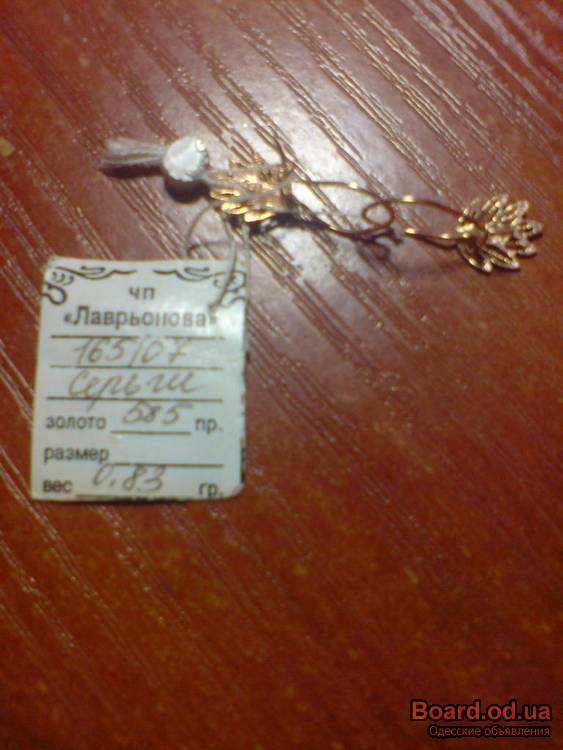 чп
«Лаврьонова»
165/07
Серьги
золото 585 пр.
размер
вес 0.83 гр.
Board.od.ua
Одесские объявления